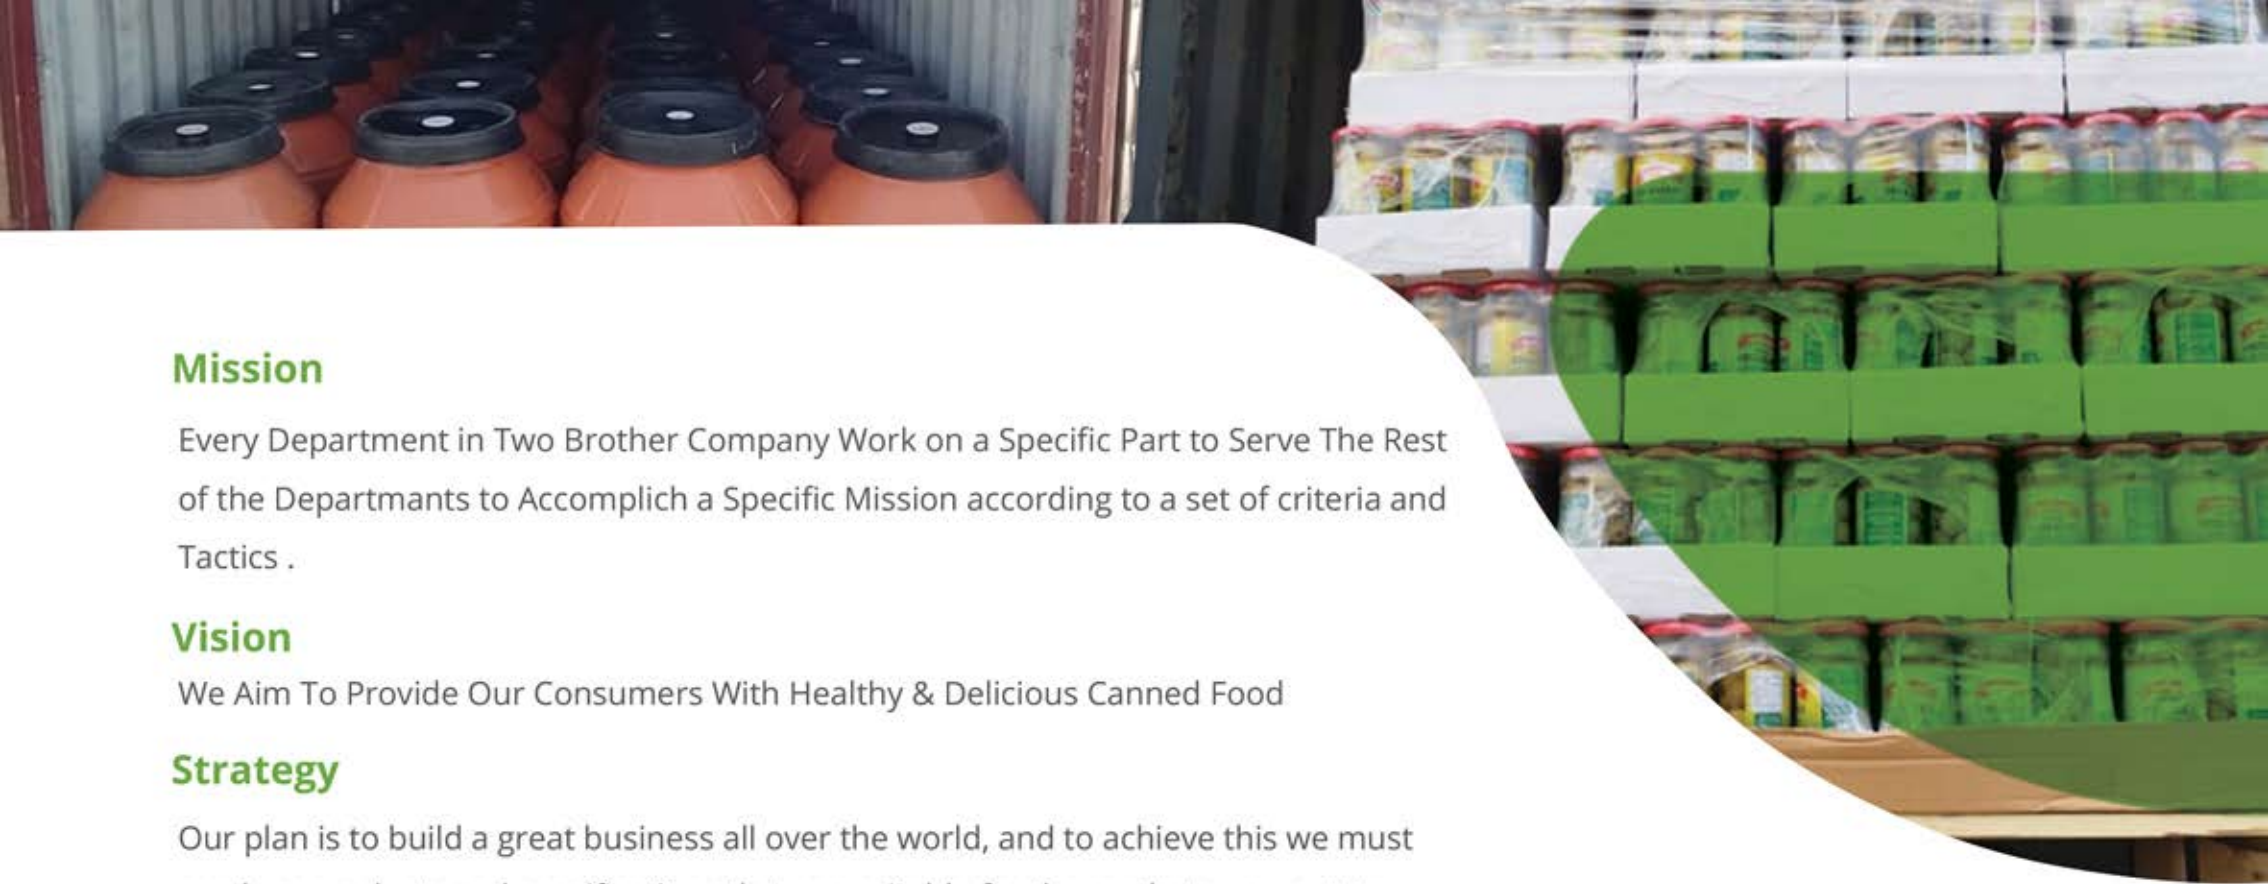 Mission
Every Department in Two Brother Company Work on a Specific Part to Serve The Rest
of the Departmants to Accomplich a Specific Mission according to a set of criteria and
Tactics .
Vision
We Aim To Provide Our Consumers With Healthy & Delicious Canned Food
Strategy
Our plan is to build a great business all over the world, and to achieve this we must